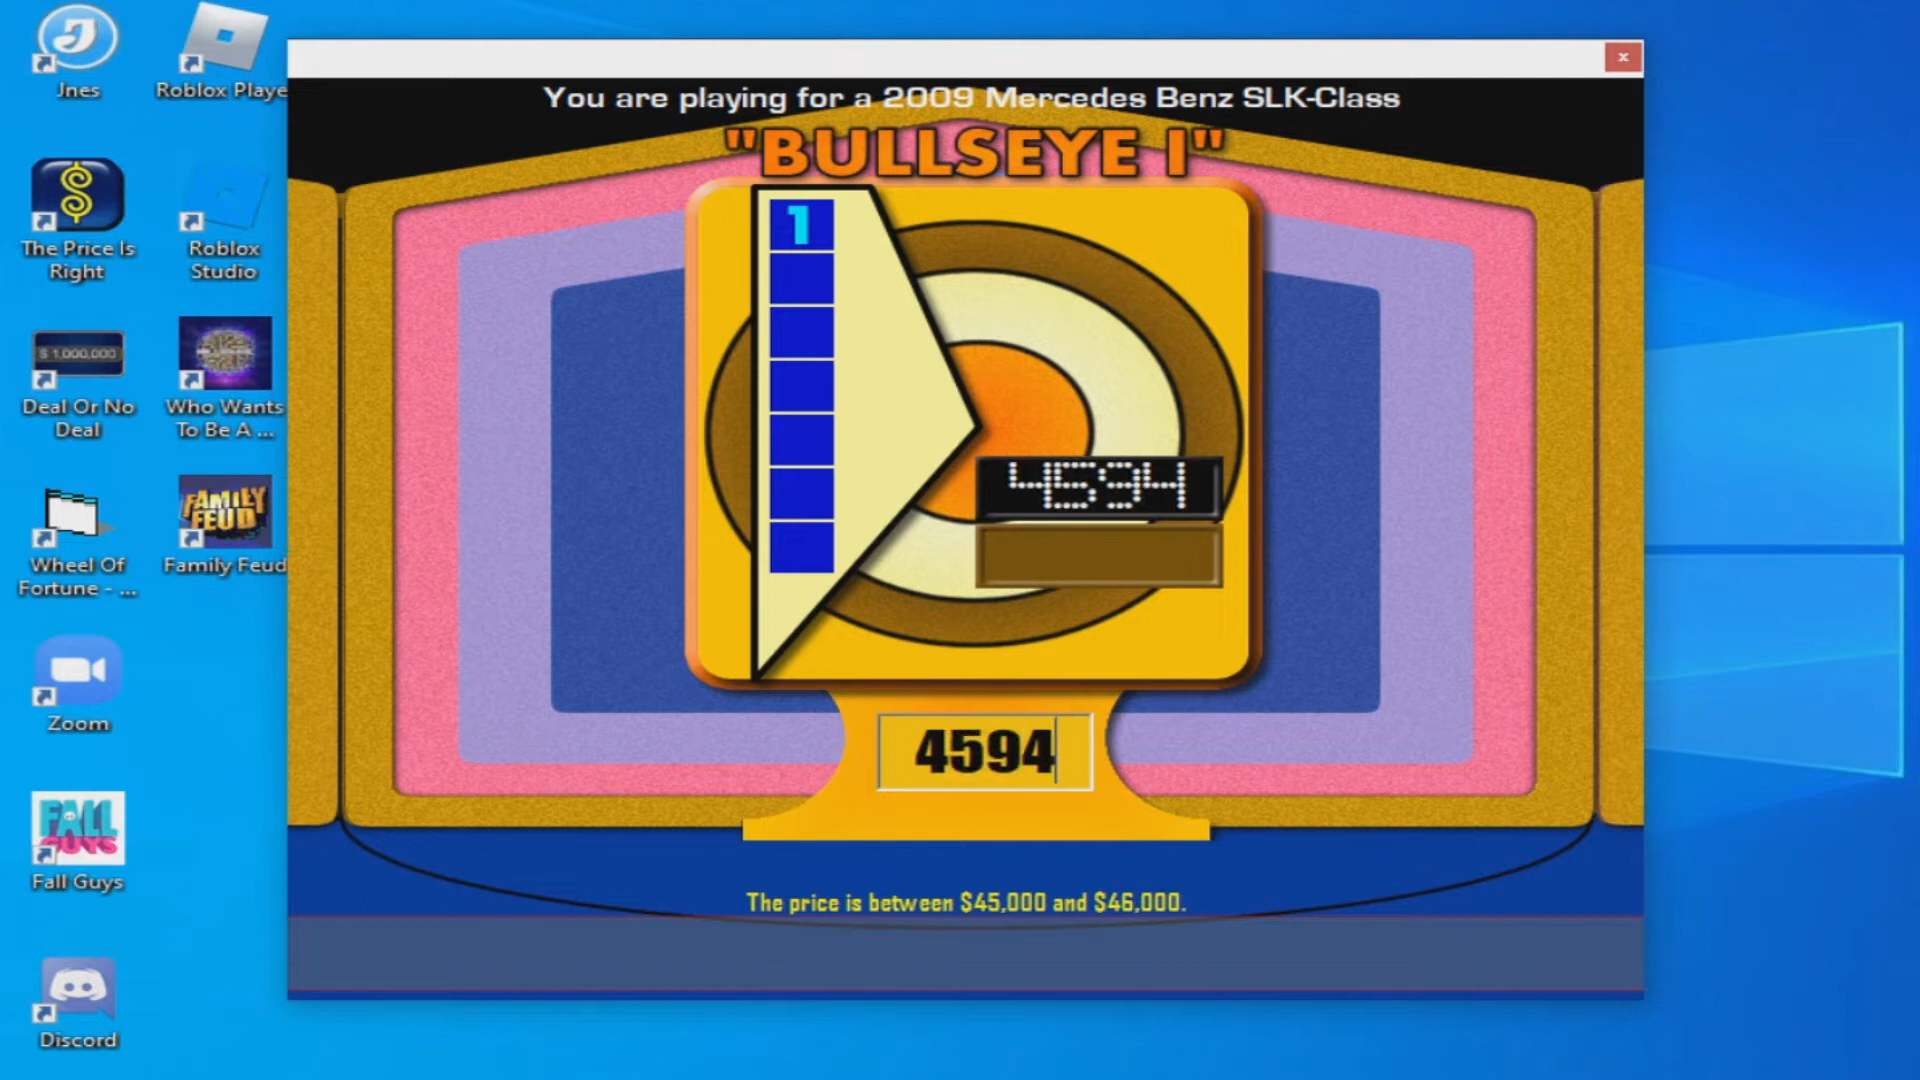 Jnes
Roblox Playe
The Price Is
Right
Roblox
Studio
$ 1,000,000
Deal Or No
Deal
Who Wants
To Be A ...
Wheel Of
Fortune - ...
FAMILY
FEUD
Family Feud
Zoom
FALL
GUYS
Fall Guys
Discord
x
You are playing for a 2009 Mercedes Benz SLK-Class
"BULLSEYE I"
1
4594
4594
The price is between $45,000 and $46,000.